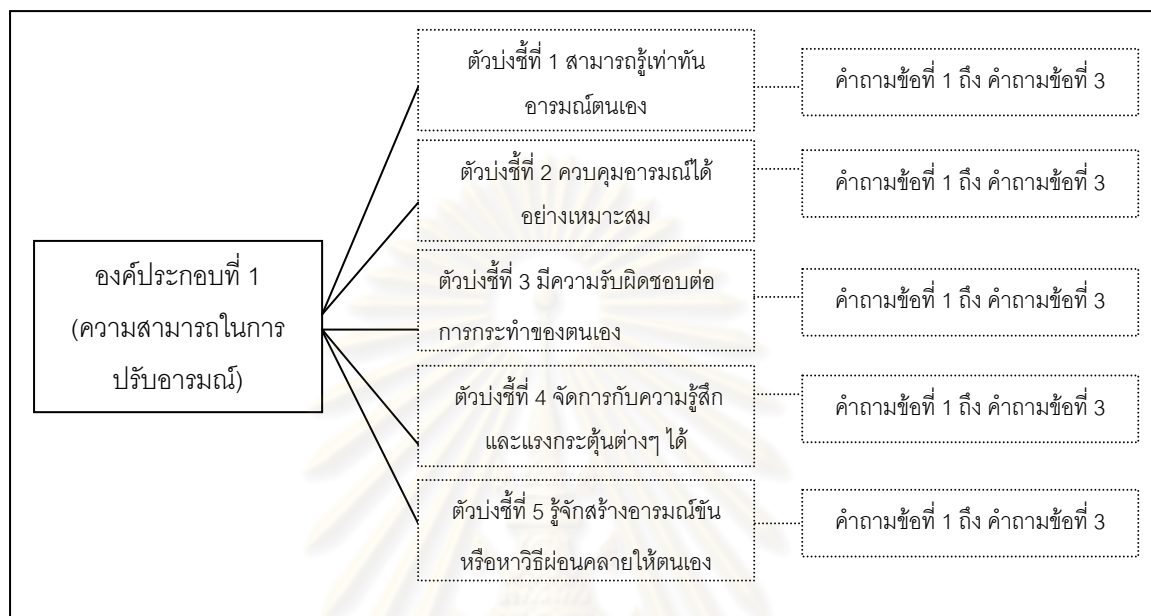 ตัวบ่งชี้ที่ 1 สามารถรู้เท่าทัน
อารมณ์ตนเอง
คำถามข้อที่ 1 ถึง คำถามข้อที่ 3
ตัวบ่งชี้ที่ 2 ควบคุมอารมณ์ได้
อย่างเหมาะสม
คำถามข้อที่ 1 ถึง คำถามข้อที่ 3
องค์ประกอบที่ 1
(ความสามารถในการ
ปรับอารมณ์)
ตัวบ่งชี้ที่ 3 มีความรับผิดชอบต่อ
การกระทำของตนเอง
คำถามข้อที่ 1 ถึง คำถามข้อที่ 3
ตัวบ่งชี้ที่ 4 จัดการกับความรู้สึก
และแรงกระตุ้นต่างๆ ได้
คำถามข้อที่ 1 ถึง คำถามข้อที่ 3
ตัวบ่งชี้ที่ 5 รู้จักสร้างอารมณ์ขัน
หรือหาวิธีผ่อนคลายให้ตนเอง
คำถามข้อที่ 1 ถึง คำถามข้อที่ 3